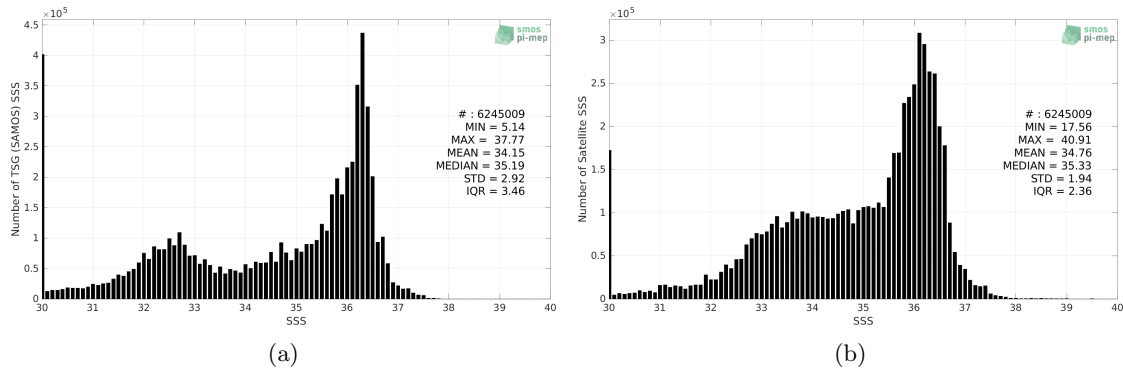 ×10⁵
4.5
4
3.5
3
2.5
2
1.5
1
0.5
0
Number of TSG (SAMOS) SSS
smos
pi-mep
# : 6245009
MIN = 5.14
MAX = 37.77
MEAN = 34.15
MEDIAN = 35.19
STD = 2.92
IQR = 3.46
30 31 32 33 34 35 36 37 38 39 40
SSS
(a)
×10⁵
3
2.5
2
1.5
1
0.5
0
Number of Satellite SSS
smos
pi-mep
# : 6245009
MIN = 17.56
MAX = 40.91
MEAN = 34.76
MEDIAN = 35.33
STD = 1.94
IQR = 2.36
30 31 32 33 34 35 36 37 38 39 40
SSS
(b)